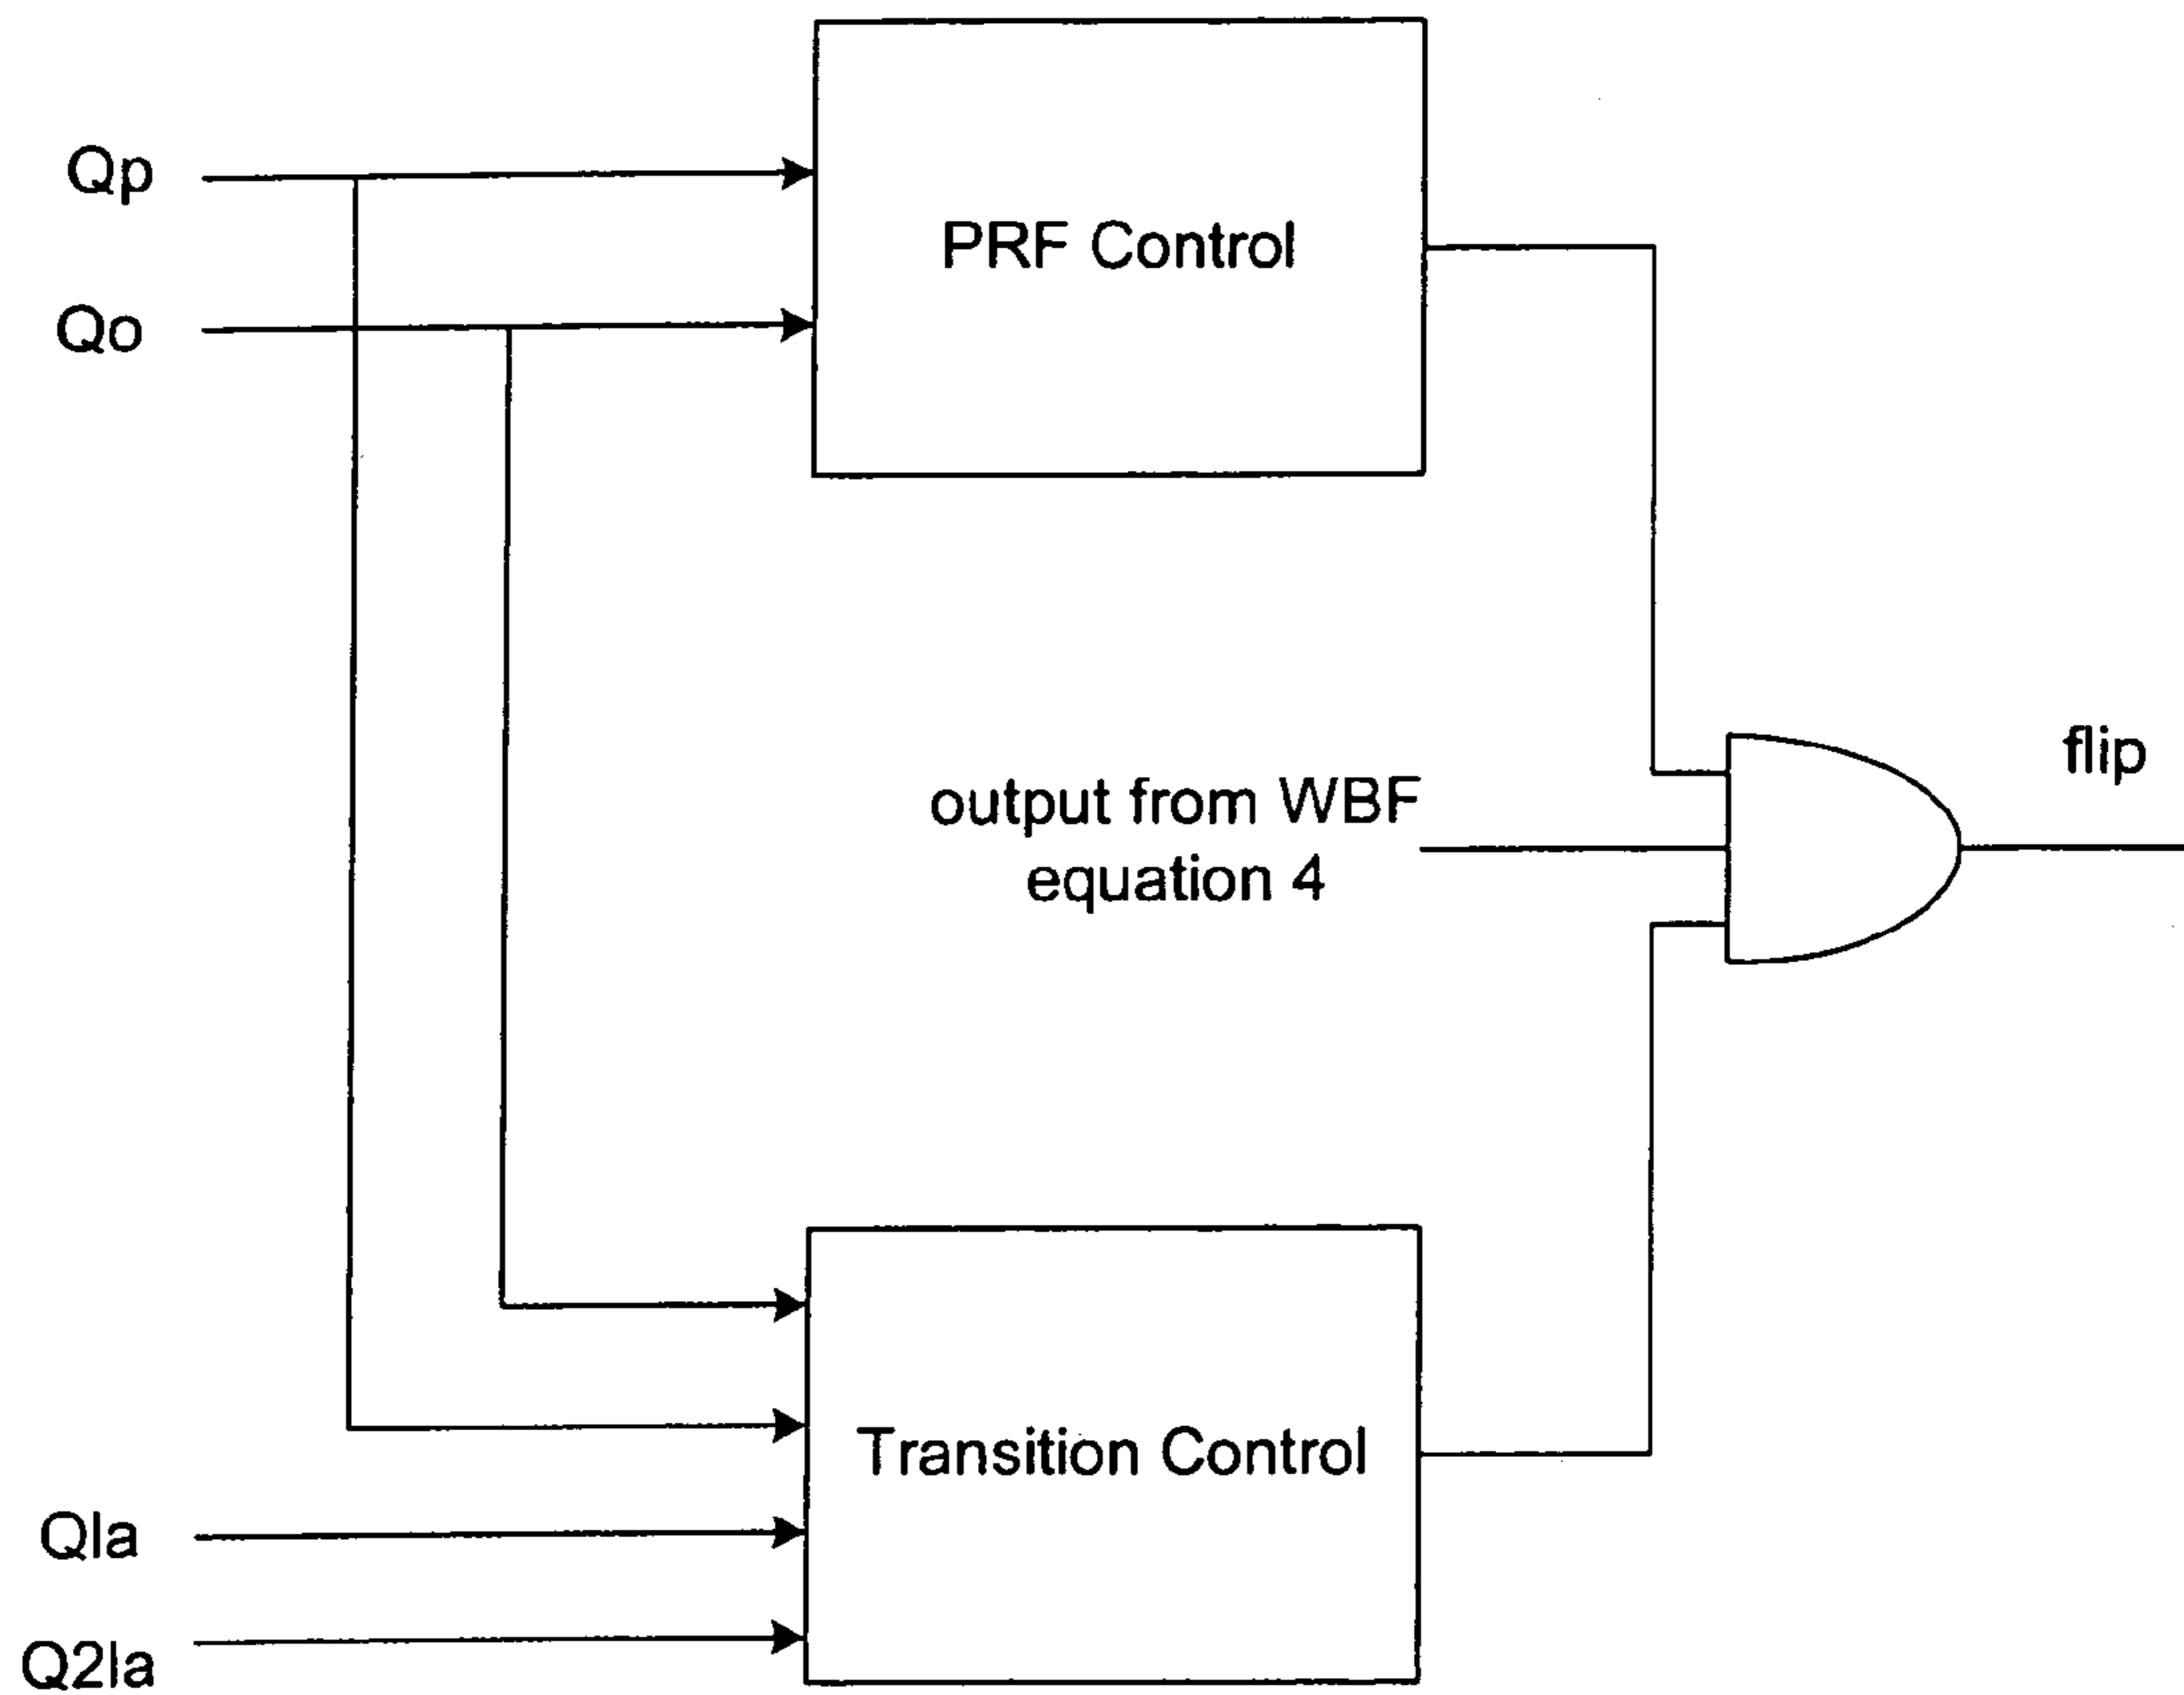 Qp
PRF Control
Qo
flip
output from WBF
equation 4
Transition Control
Qla
Q2la